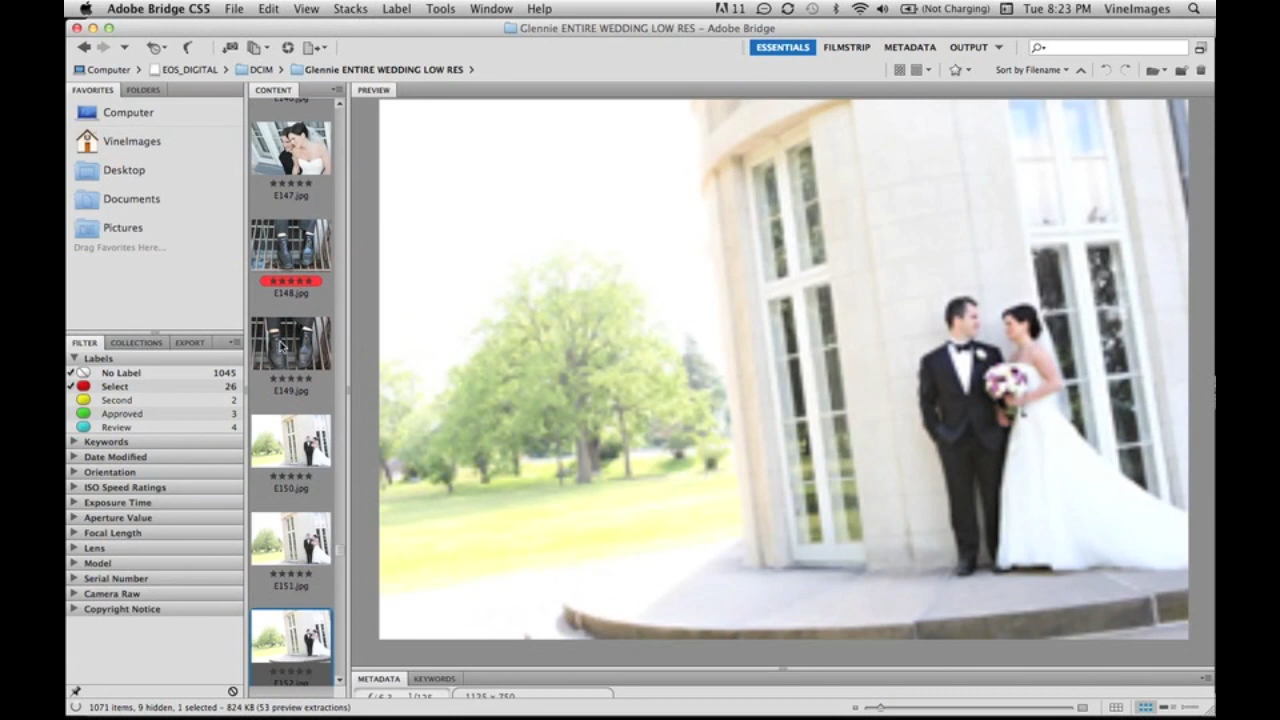 Adobe Bridge CS5 File Edit View Stacks Label Tools Window Help 11 (Not Charging) Tue 8:23 PM VineImages
Glennie ENTIRE WEDDING LOW RES – Adobe Bridge
ESSENTIALS FILMSTRIP METADATA OUTPUT
Computer EOS_DIGITAL DCIM Glennie ENTIRE WEDDING LOW RES Sort by Filename
FAVORITES FOLDERS CONTENT PREVIEW
Computer
VineImages
Desktop
Documents
Pictures
Drag Favorites Here...
FILTER COLLECTIONS EXPORT
Labels
No Label 1045
Select 26
Second 2
Approved 3
Review 4
Keywords
Date Modified
Orientation
ISO Speed Ratings
Exposure Time
Aperture Value
Focal Length
Lens
Model
Serial Number
Camera Raw
Copyright Notice
E147.jpg
E148.jpg
E149.jpg
E150.jpg
E151.jpg
E152.jpg
METADATA KEYWORDS
1125 x 750
1071 items, 9 hidden, 1 selected – 824 KB (53 preview extractions)